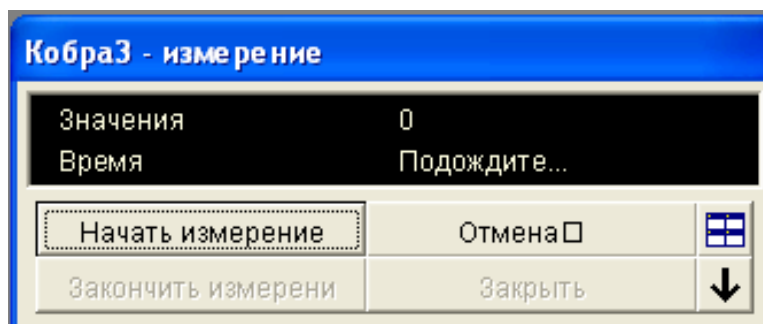 Кобра3 - измерение
Значения 0
Время Подождите...
Начать измерение Отмена□
Закончить измерени Закрыть